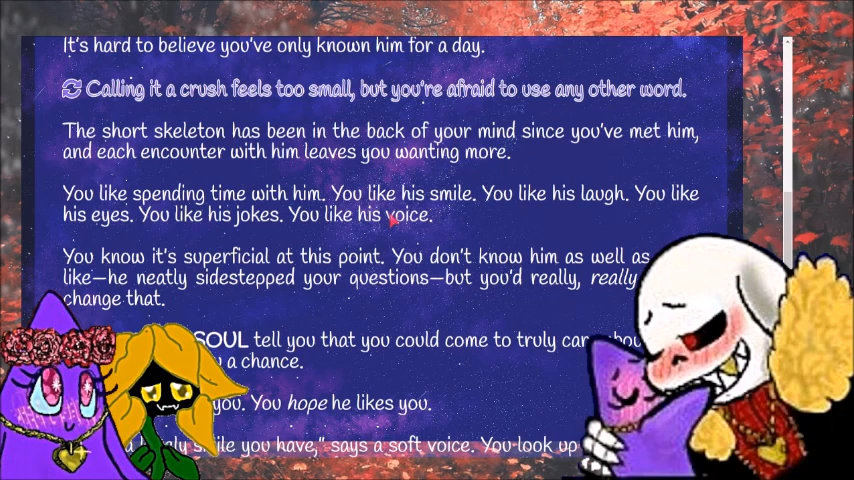 It's hard to believe you've only known him for a day.
Calling it a crush feels too small, but you're afraid to use any other word.
The short skeleton has been in the back of your mind since you've met him,
and each encounter with him leaves you wanting more.
You like spending time with him. You like his smile. You like his laugh. You like
his eyes. You like his jokes. You like his voice.
You know it's superficial at this point. You don't know him as well as
like—he neatly sidestepped your questions—but you'd really, really
change that.
SOUL tell you that you could come to truly
a chance.
you. You hope he likes you.
you have," says a soft voice. You look up